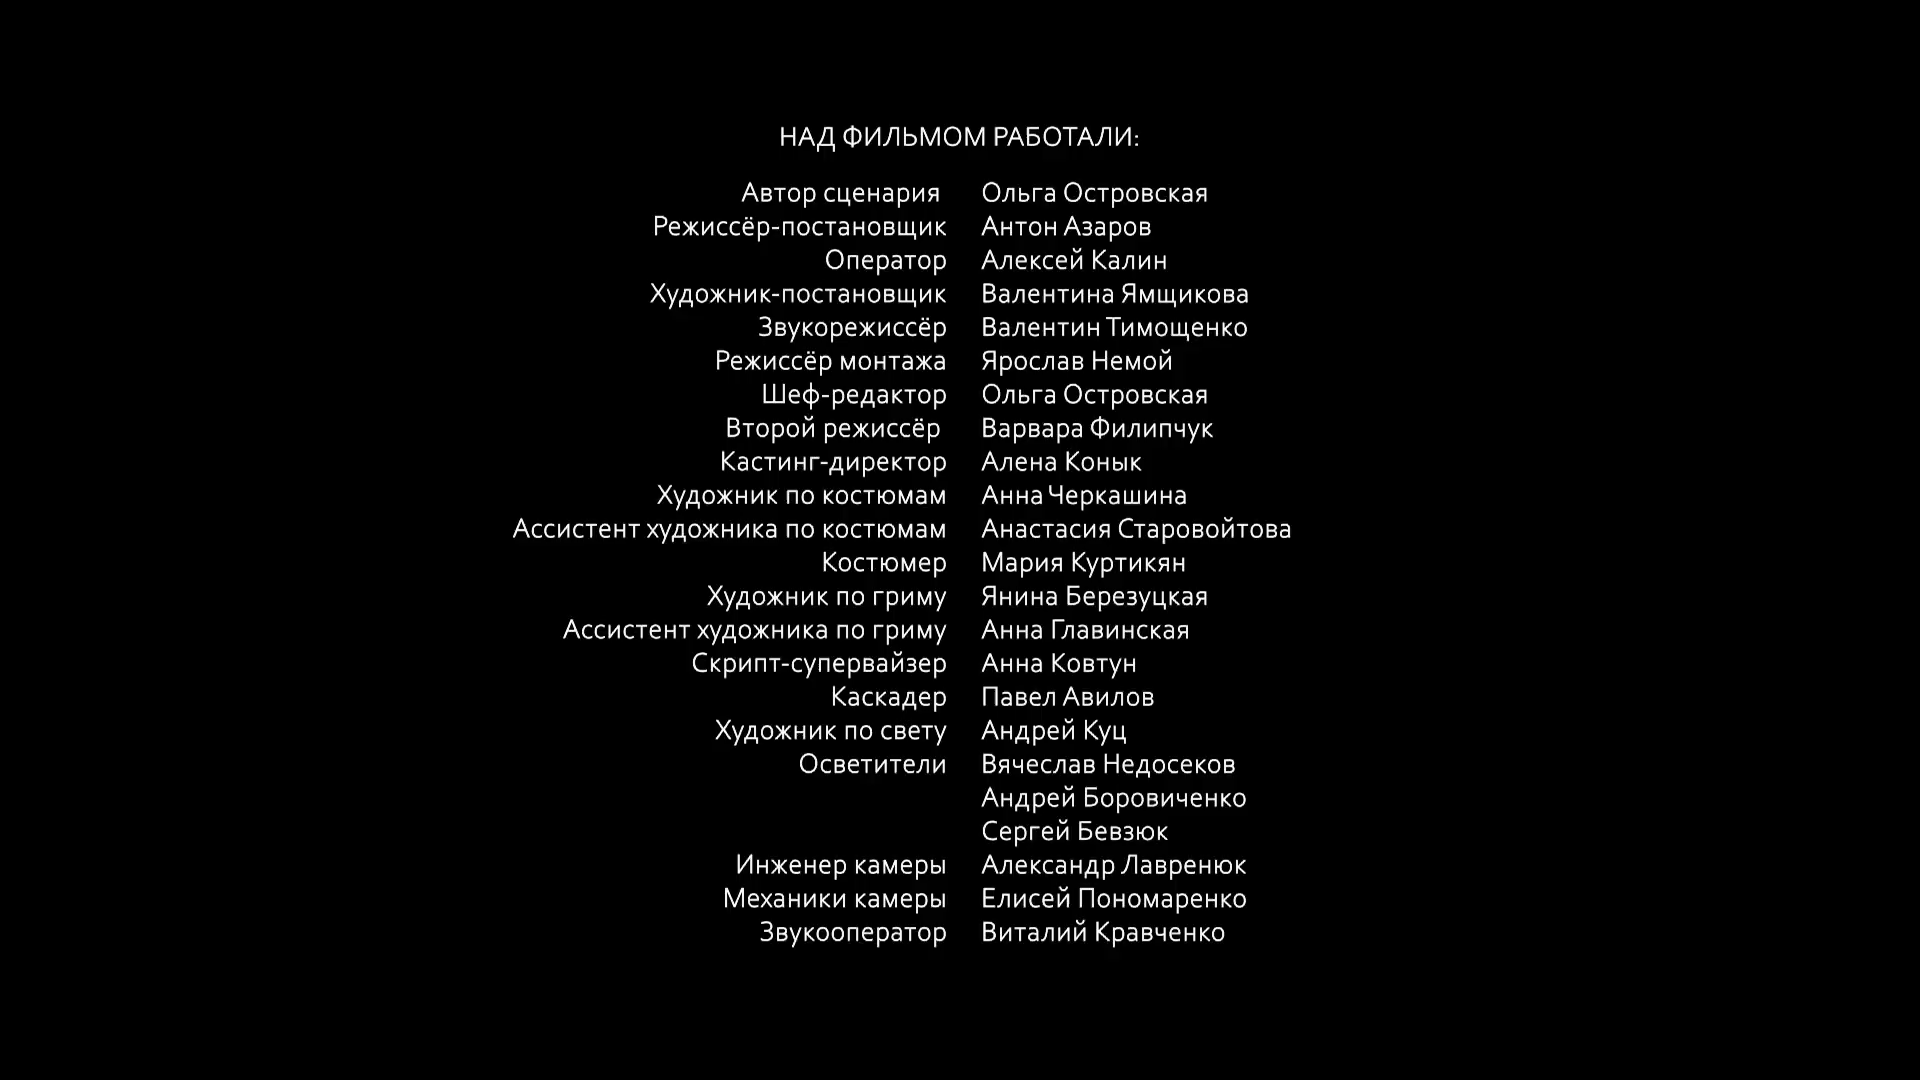 НАД ФИЛЬМОМ РАБОТАЛИ:
Автор сценария Ольга Островская
Режиссёр-постановщик Антон Азаров
Оператор Алексей Калин
Художник-постановщик Валентина Ямщикова
Звукорежиссёр Валентин Тимощенко
Режиссёр монтажа Ярослав Немой
Шеф-редактор Ольга Островская
Второй режиссёр Варвара Филипчук
Кастинг-директор Алена Конык
Художник по костюмам Анна Черкашина
Ассистент художника по костюмам Анастасия Старовойтова
Костюмер Мария Куртикян
Художник по гриму Янина Березуцкая
Ассистент художника по гриму Анна Главинская
Скрипт-супервайзер Анна Ковтун
Каскадер Павел Авилов
Художник по свету Андрей Куц
Осветители Вячеслав Недосеков
Андрей Боровиченко
Сергей Бевзюк
Инженер камеры Александр Лавренюк
Механики камеры Елисей Пономаренко
Звукооператор Виталий Кравченко